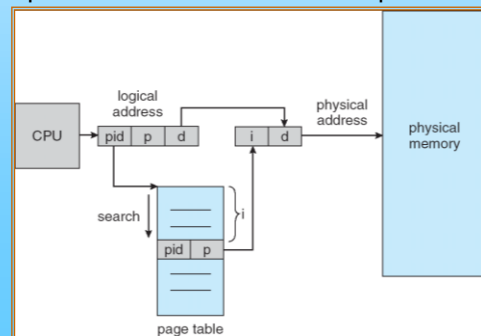 logical
address
physical
address
CPU
pid p d
i d
physical
memory
search
i
pid p
page table